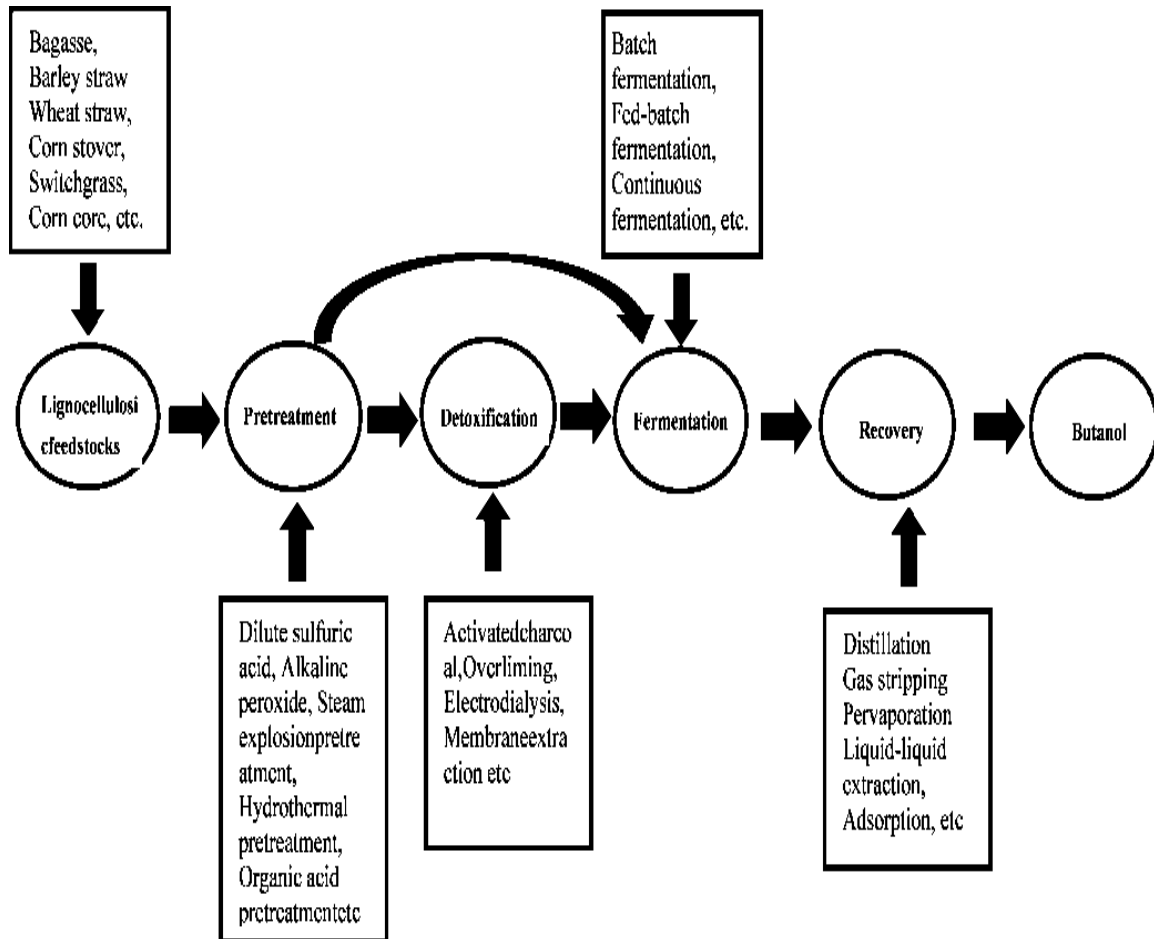 Bagasse,
Barley straw
Wheat straw,
Corn stover,
Switchgrass,
Corn core, etc.
Batch
fermentation,
Fed-batch
fermentation,
Continuous
fermentation, etc.
Lignocellulosi
cfeedstocks
Pretreatment
Detoxification
Fermentation
Recovery
Butanol
Dilute sulfuric
acid, Alkaline
peroxide, Steam
explosionpretre
atment,
Hydrothermal
pretreatment,
Organic acid
pretreatmentetc
Activatedcharco
al,Overliming,
Electrodialysis,
Membraneextra
ction etc
Distillation
Gas stripping
Pervaporation
Liquid-liquid
extraction,
Adsorption, etc